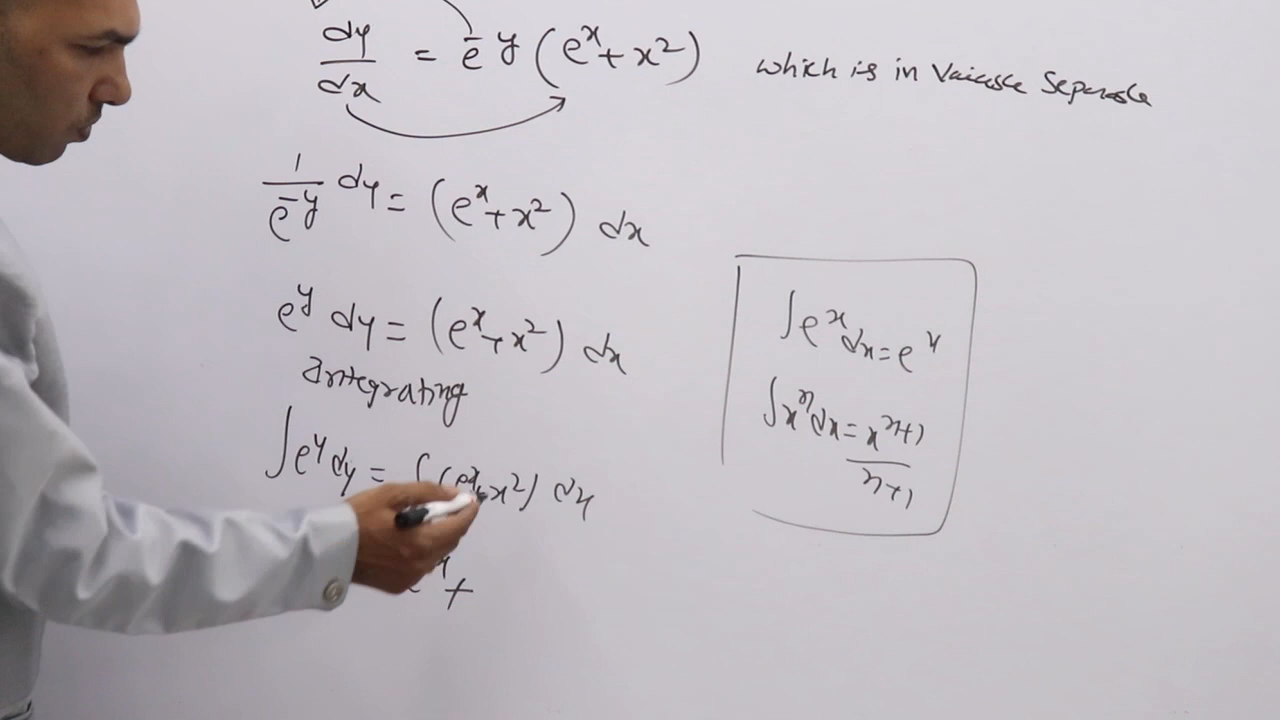 dy/dx = e^-y (e^x + x^2) which is in Vaiable Separable
1/e^-y dy = (e^x + x^2) dx
e^y dy = (e^x + x^2) dx
Integrating
∫e^y dy = ∫(e^x + x^2) dx
e^x +
∫e^x dx = e^x
∫x^n dx = x^n+1/n+1